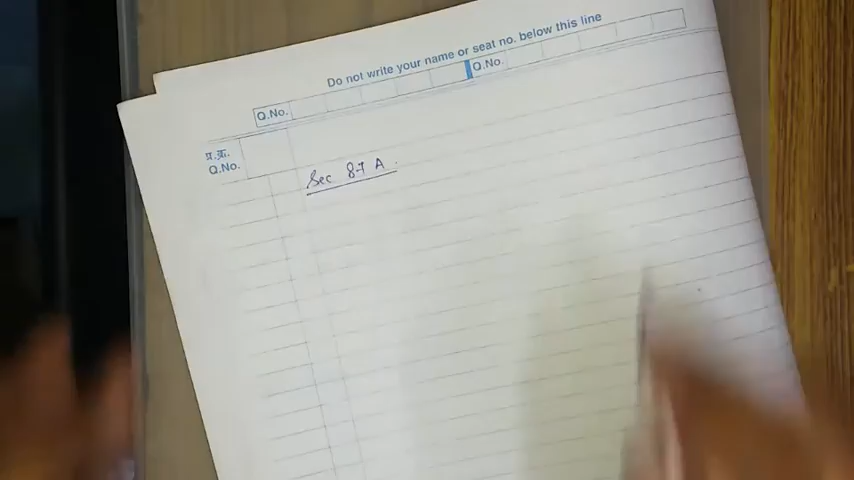 Do not write your name or seat no. below this line
Q.No. Q.No.
प्र.क्र.
Q.No.
Sec 87 A.